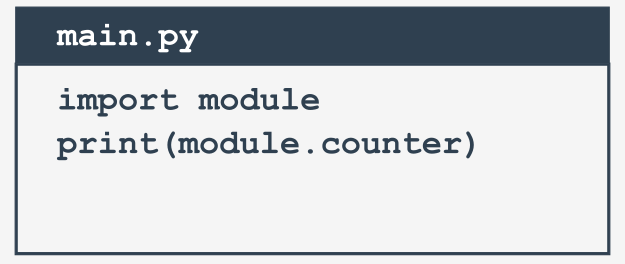 main.py
import module
print(module.counter)